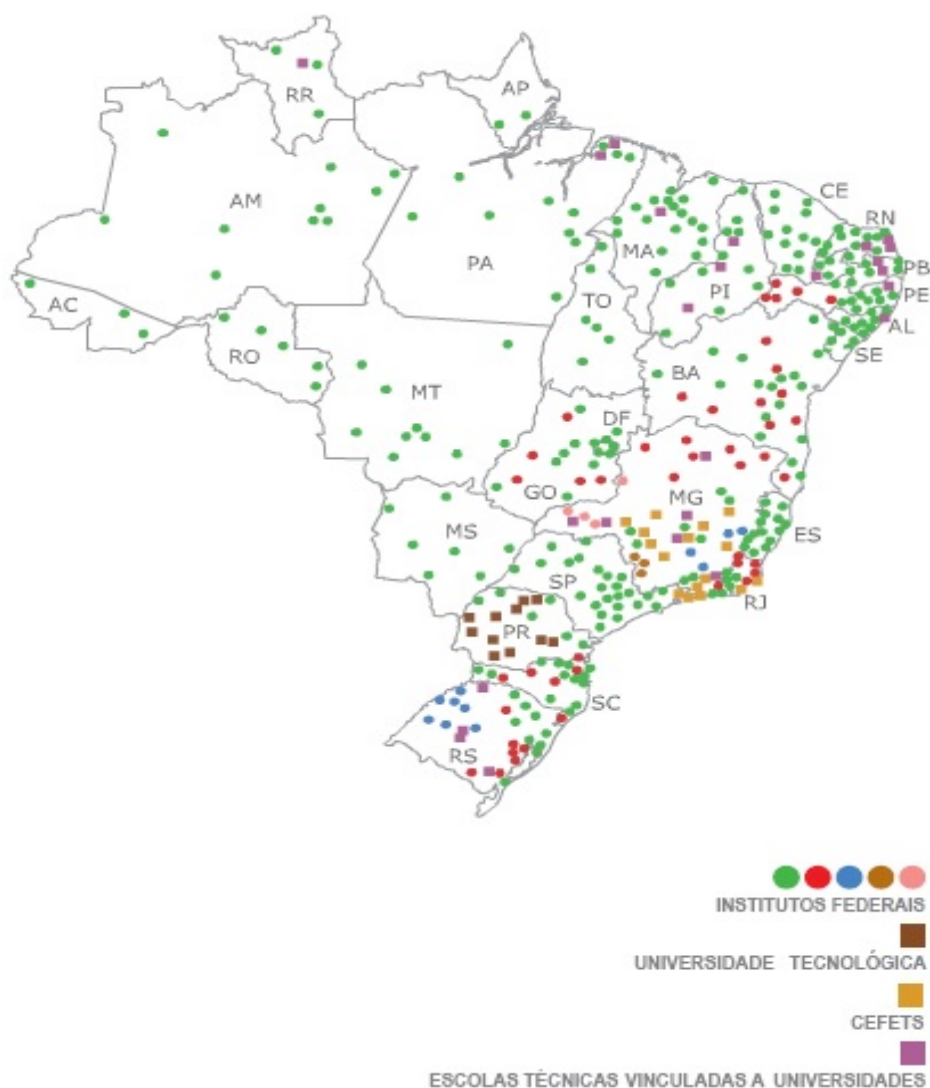 RR
AP
AM
PA
MA
CE
RN
PB
PE
AL
SE
PI
TO
AC
RO
MT
BA
DF
GO
MG
ES
MS
SP
RJ
PR
SC
RS
INSTITUTOS FEDERAIS
UNIVERSIDADE TECNOLÓGICA
CEFETS
ESCOLAS TÉCNICAS VINCULADAS A UNIVERSIDADES